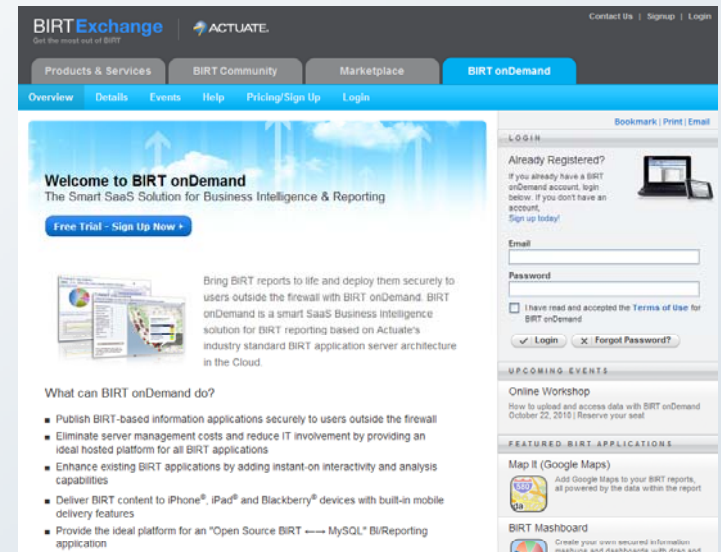 Contact Us | Signup | Login
BIRTExchange
Get the most out of BIRT
ACTUATE.
Products & Services
BIRT Community
Marketplace
BIRT onDemand
Overview Details Events Help Pricing/Sign Up Login
Bookmark | Print | Email
Welcome to BIRT onDemand
The Smart SaaS Solution for Business Intelligence & Reporting
Free Trial - Sign Up Now
Bring BIRT reports to life and deploy them securely to
users outside the firewall with BIRT onDemand. BIRT
onDemand is a smart SaaS Business Intelligence
solution for BIRT reporting based on Actuate's
industry standard BIRT application server architecture
in the Cloud.
What can BIRT onDemand do?
Publish BIRT-based information applications securely to users outside the firewall
Eliminate server management costs and reduce IT involvement by providing an
ideal hosted platform for all BIRT applications
Enhance existing BIRT applications by adding instant-on interactivity and analysis
capabilities
Deliver BIRT content to iPhone®, iPad® and Blackberry® devices with built-in mobile
delivery features
Provide the ideal platform for an "Open Source BIRT ←→ MySQL" BI/Reporting
application
LOGIN
Already Registered?
If you already have a BIRT
onDemand account, login
below. If you don't have an
account,
Sign up today!
Email
Password
I have read and accepted the Terms of Use for
BIRT onDemand
Login
Forgot Password?
UPCOMING EVENTS
Online Workshop
How to upload and access data with BIRT onDemand
October 22, 2010 | Reserve your seat
FEATURED BIRT APPLICATIONS
Map It (Google Maps)
Add Google Maps to your BIRT reports,
all powered by the data within the report
BIRT Mashboard
Create your own secured information
mashups and dashboards with drag and